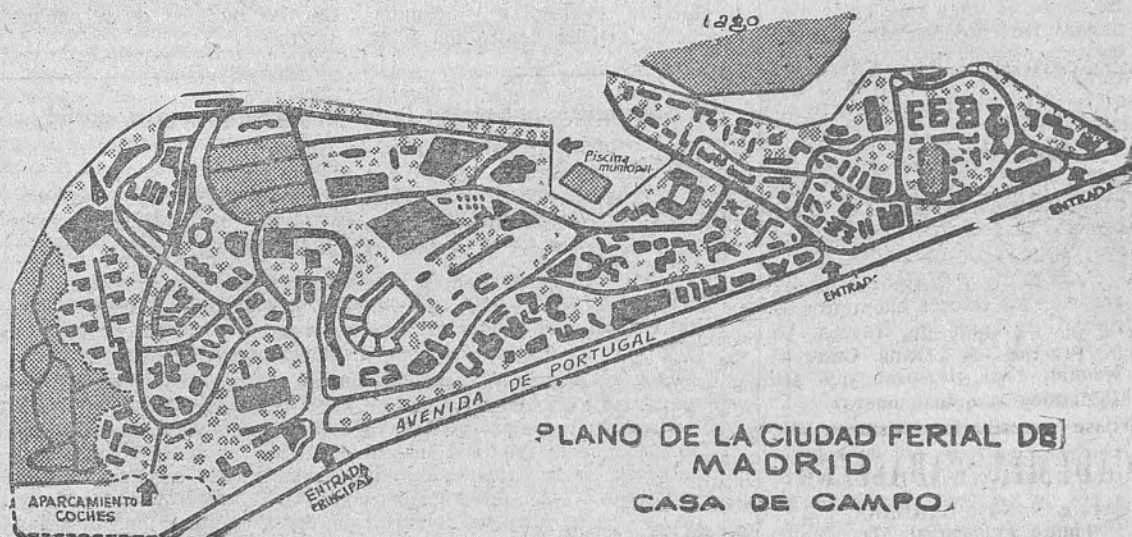 Lago
Piscina
municipal
ENTRADA
ENTRADA
AVENIDA DE PORTUGAL
ENTRADA
PRINCIPAL
APARCAMIENTO
COCHES
PLANO DE LA CIUDAD FERIAL DE
MADRID
CASA DE CAMPO